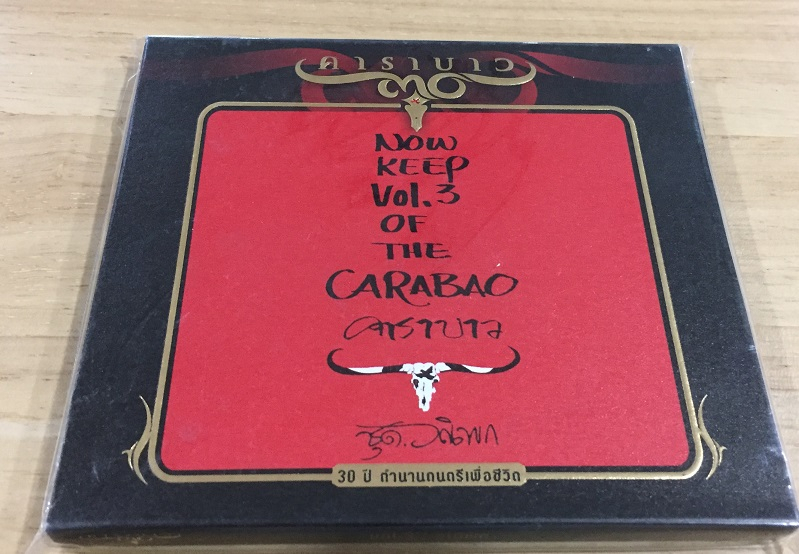 คาราบาว
๓๐
NOW
KEEP
Vol.3
OF
THE
CARABAO
คาราบาว
ชุด.วณิพก
30 ปี ตำนานดนตรีเพื่อชีวิต